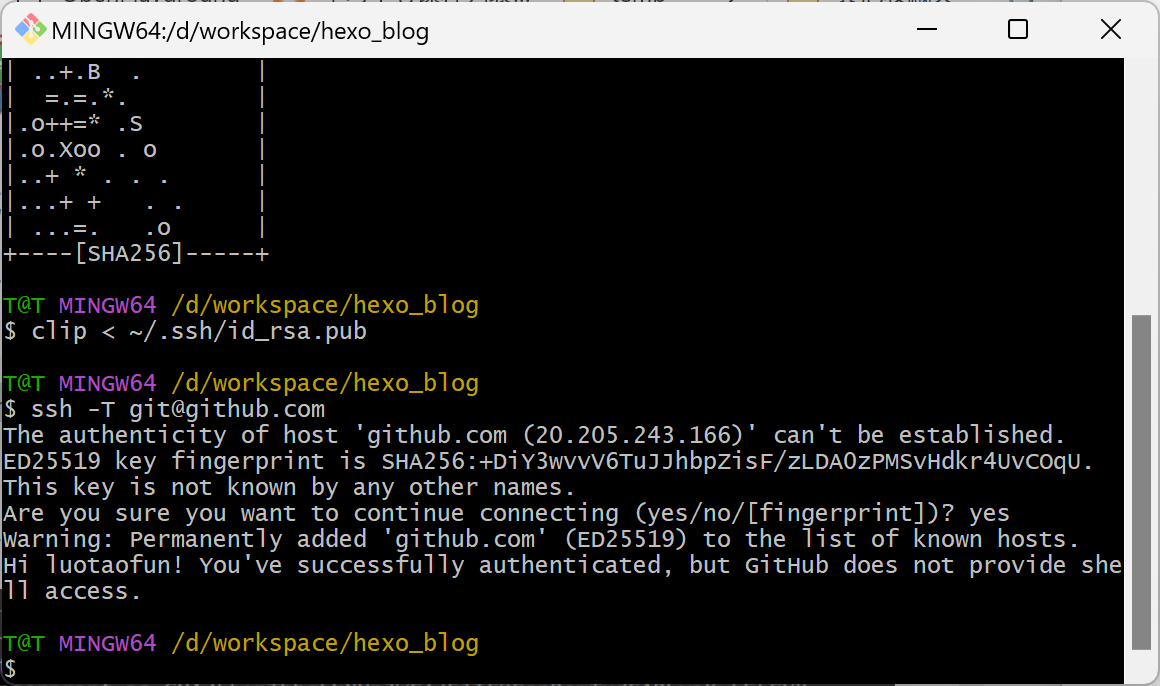 MINGW64:/d/workspace/hexo_blog
| ..+.B  .        |
|  =.=.*.         |
|.o++=* .S        |
|.o.Xoo . o       |
|..+ * . . .      |
|...+ +   . .     |
| ...=.   .o      |
+----[SHA256]-----+
T@T MINGW64 /d/workspace/hexo_blog
$ clip < ~/.ssh/id_rsa.pub
T@T MINGW64 /d/workspace/hexo_blog
$ ssh -T git@github.com
The authenticity of host 'github.com (20.205.243.166)' can't be established.
ED25519 key fingerprint is SHA256:+DiY3wvvV6TuJJhbpZisF/zLDA0zPMSvHdkr4UvCOqU.
This key is not known by any other names.
Are you sure you want to continue connecting (yes/no/[fingerprint])? yes
Warning: Permanently added 'github.com' (ED25519) to the list of known hosts.
Hi luotaofun! You've successfully authenticated, but GitHub does not provide she
ll access.
T@T MINGW64 /d/workspace/hexo_blog
$